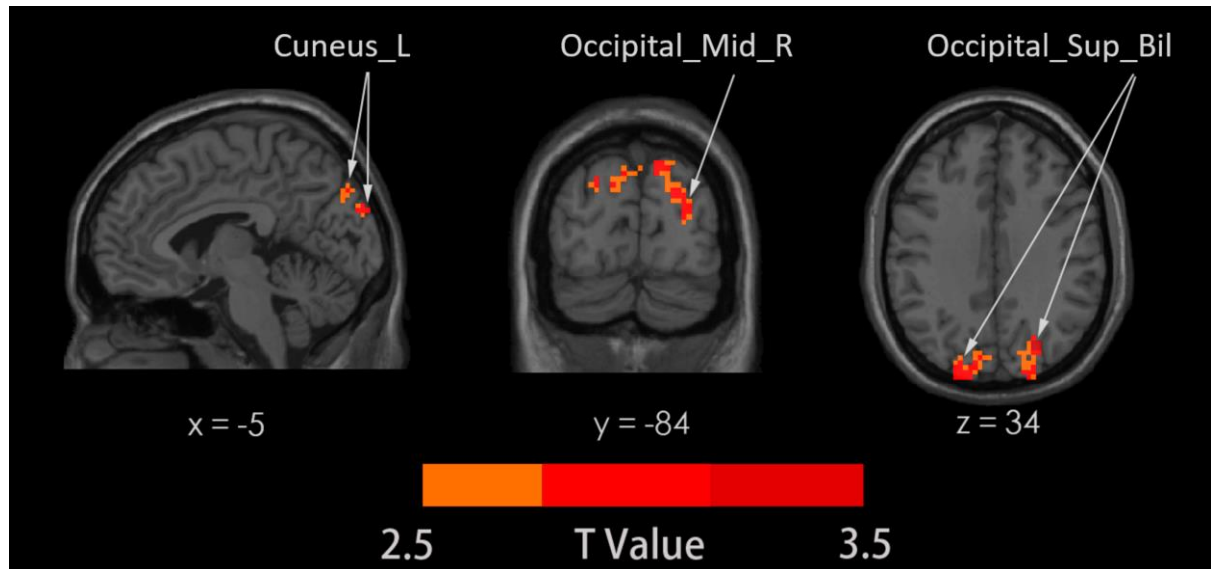 Cuneus_L
Occipital_Mid_R
Occipital_Sup_Bil
x = -5
y = -84
z = 34
2.5
T Value
3.5